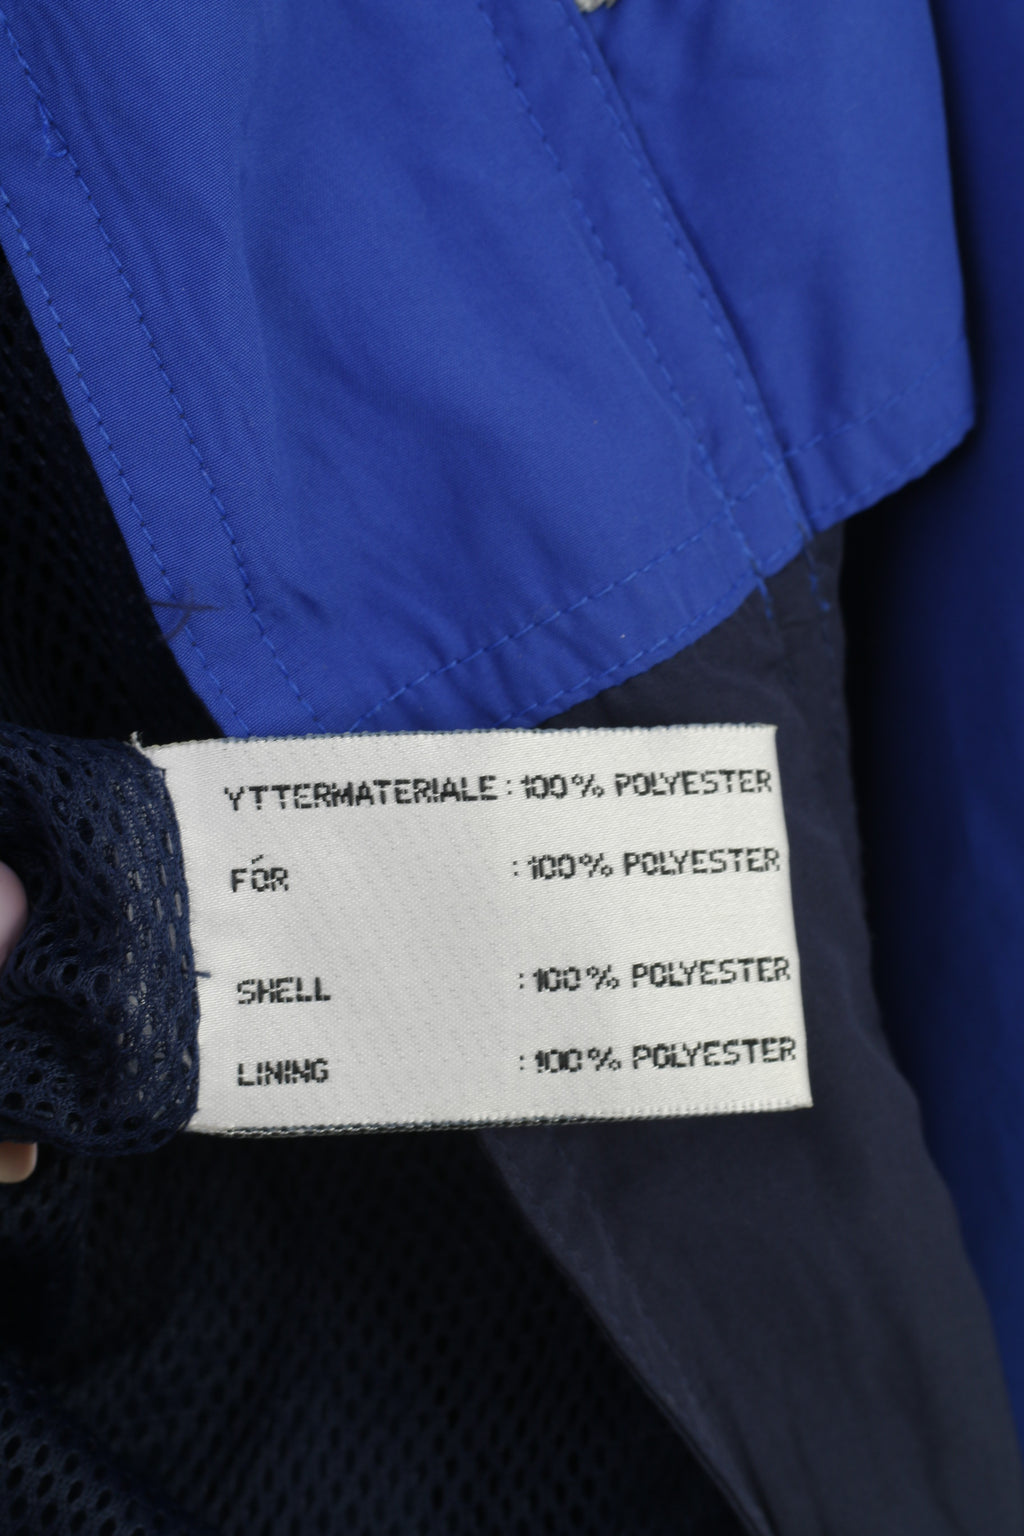 YTTERMATERIALE : 100% POLYESTER
FÓR : 100% POLYESTER
SHELL : 100% POLYESTER
LINING : 100% POLYESTER